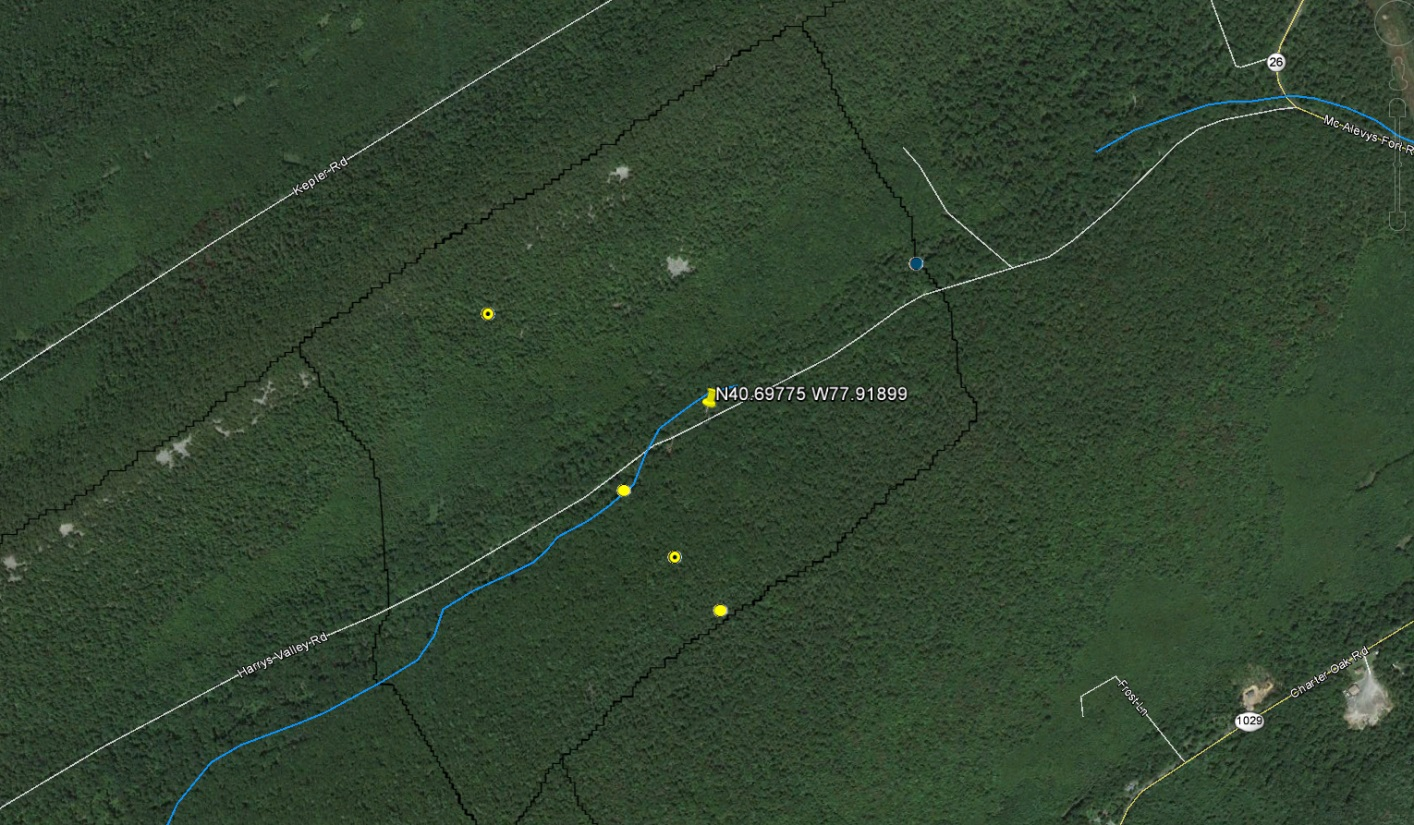 26
Mc Alevys Fort R
Kepler Rd
N40.69775 W77.91899
Harrys Valley Rd
Frost Ln
Charter Oak Rd
1029